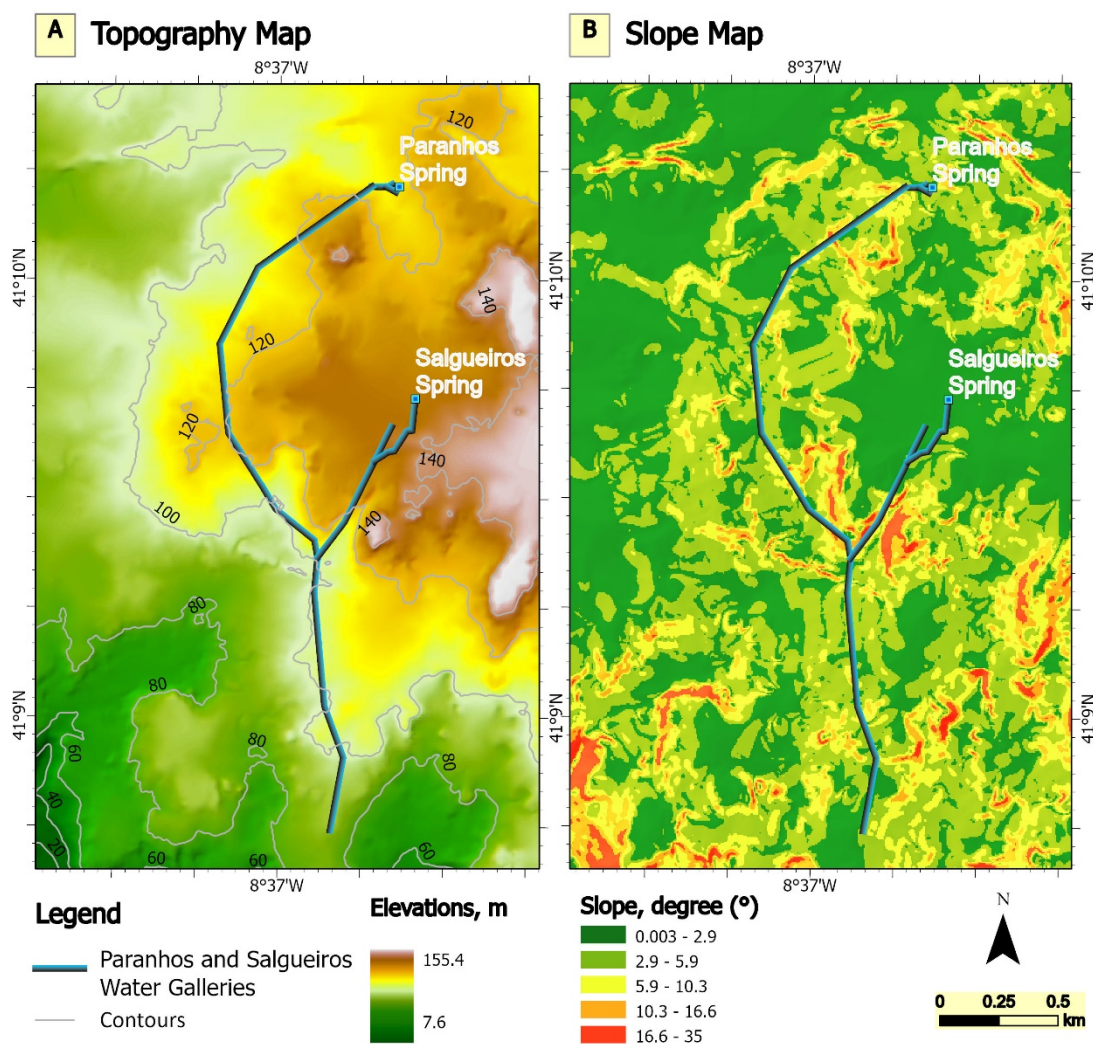 A Topography Map
8°37'W
120
Paranhos
Spring
41°10'N
140
120
Salgueiros
Spring
120
140
100
140
80
80
41°9'N
80
80
60
40
20
60
60
60
8°37'W
B Slope Map
8°37'W
Paranhos
Spring
41°10'N
Salgueiros
Spring
41°9'N
8°37'W
Legend
Paranhos and Salgueiros
Water Galleries
Contours
Elevations, m
155.4
7.6
Slope, degree (°)
0.003 - 2.9
2.9 - 5.9
5.9 - 10.3
10.3 - 16.6
16.6 - 35
N
0 0.25 0.5
km